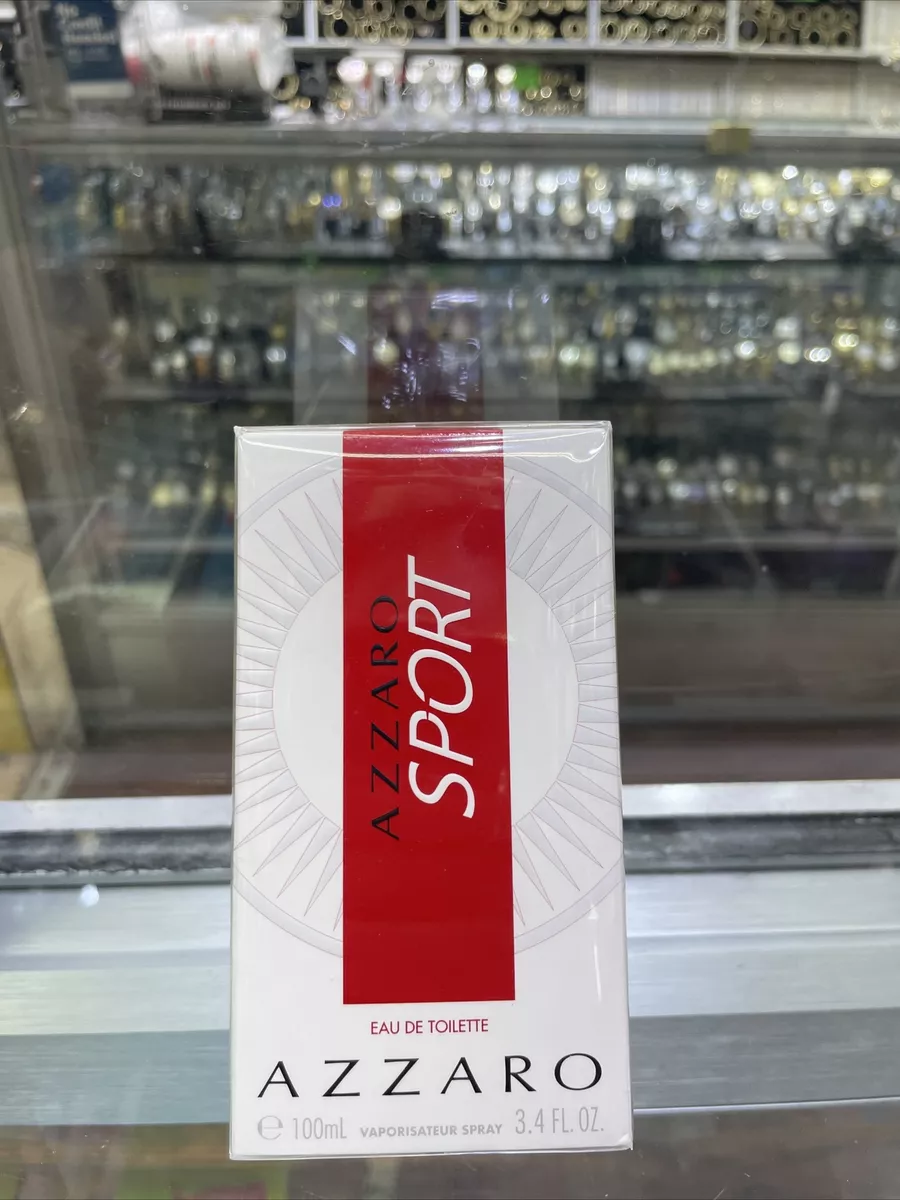 AZZARO
SPORT
EAU DE TOILETTE
AZZARO
℮ 100mL VAPORISATEUR SPRAY 3.4 FL. OZ.